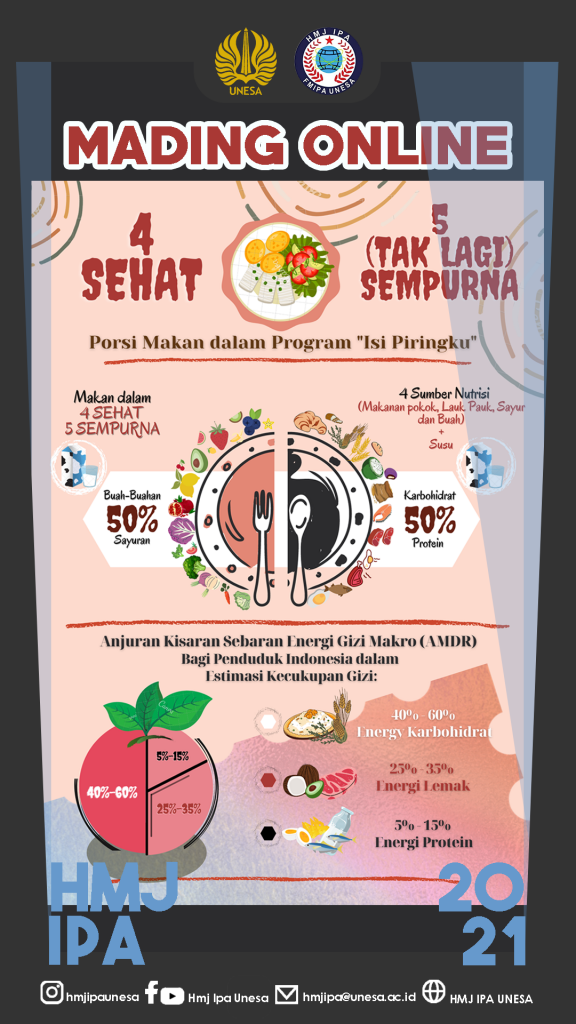 UNESA
HMJ IPA
FMIPA UNESA
MADING ONLINE
4
SEHAT
5
(TAK LAGI)
SEMPURNA
Porsi Makan dalam Program "Isi Piringku"
Makan dalam
4 SEHAT
5 SEMPURNA
4 Sumber Nutrisi
(Makanan pokok, Lauk Pauk, Sayur
dan Buah)
+
Susu
Buah-Buahan
50%
Sayuran
Karbohidrat
50%
Protein
Anjuran Kisaran Sebaran Energi Gizi Makro (AMDR)
Bagi Penduduk Indonesia dalam
Estimasi Kecukupan Gizi:
5%-15%
40%-60%
25%-35%
40% - 60%
Energy Karbohidrat
25% - 35%
Energi Lemak
5% - 15%
Energi Protein
HMJ
IPA
20
21
hmjipaunesa
Hmj Ipa Unesa
hmjipa@unesa.ac.id
HMJ IPA UNESA